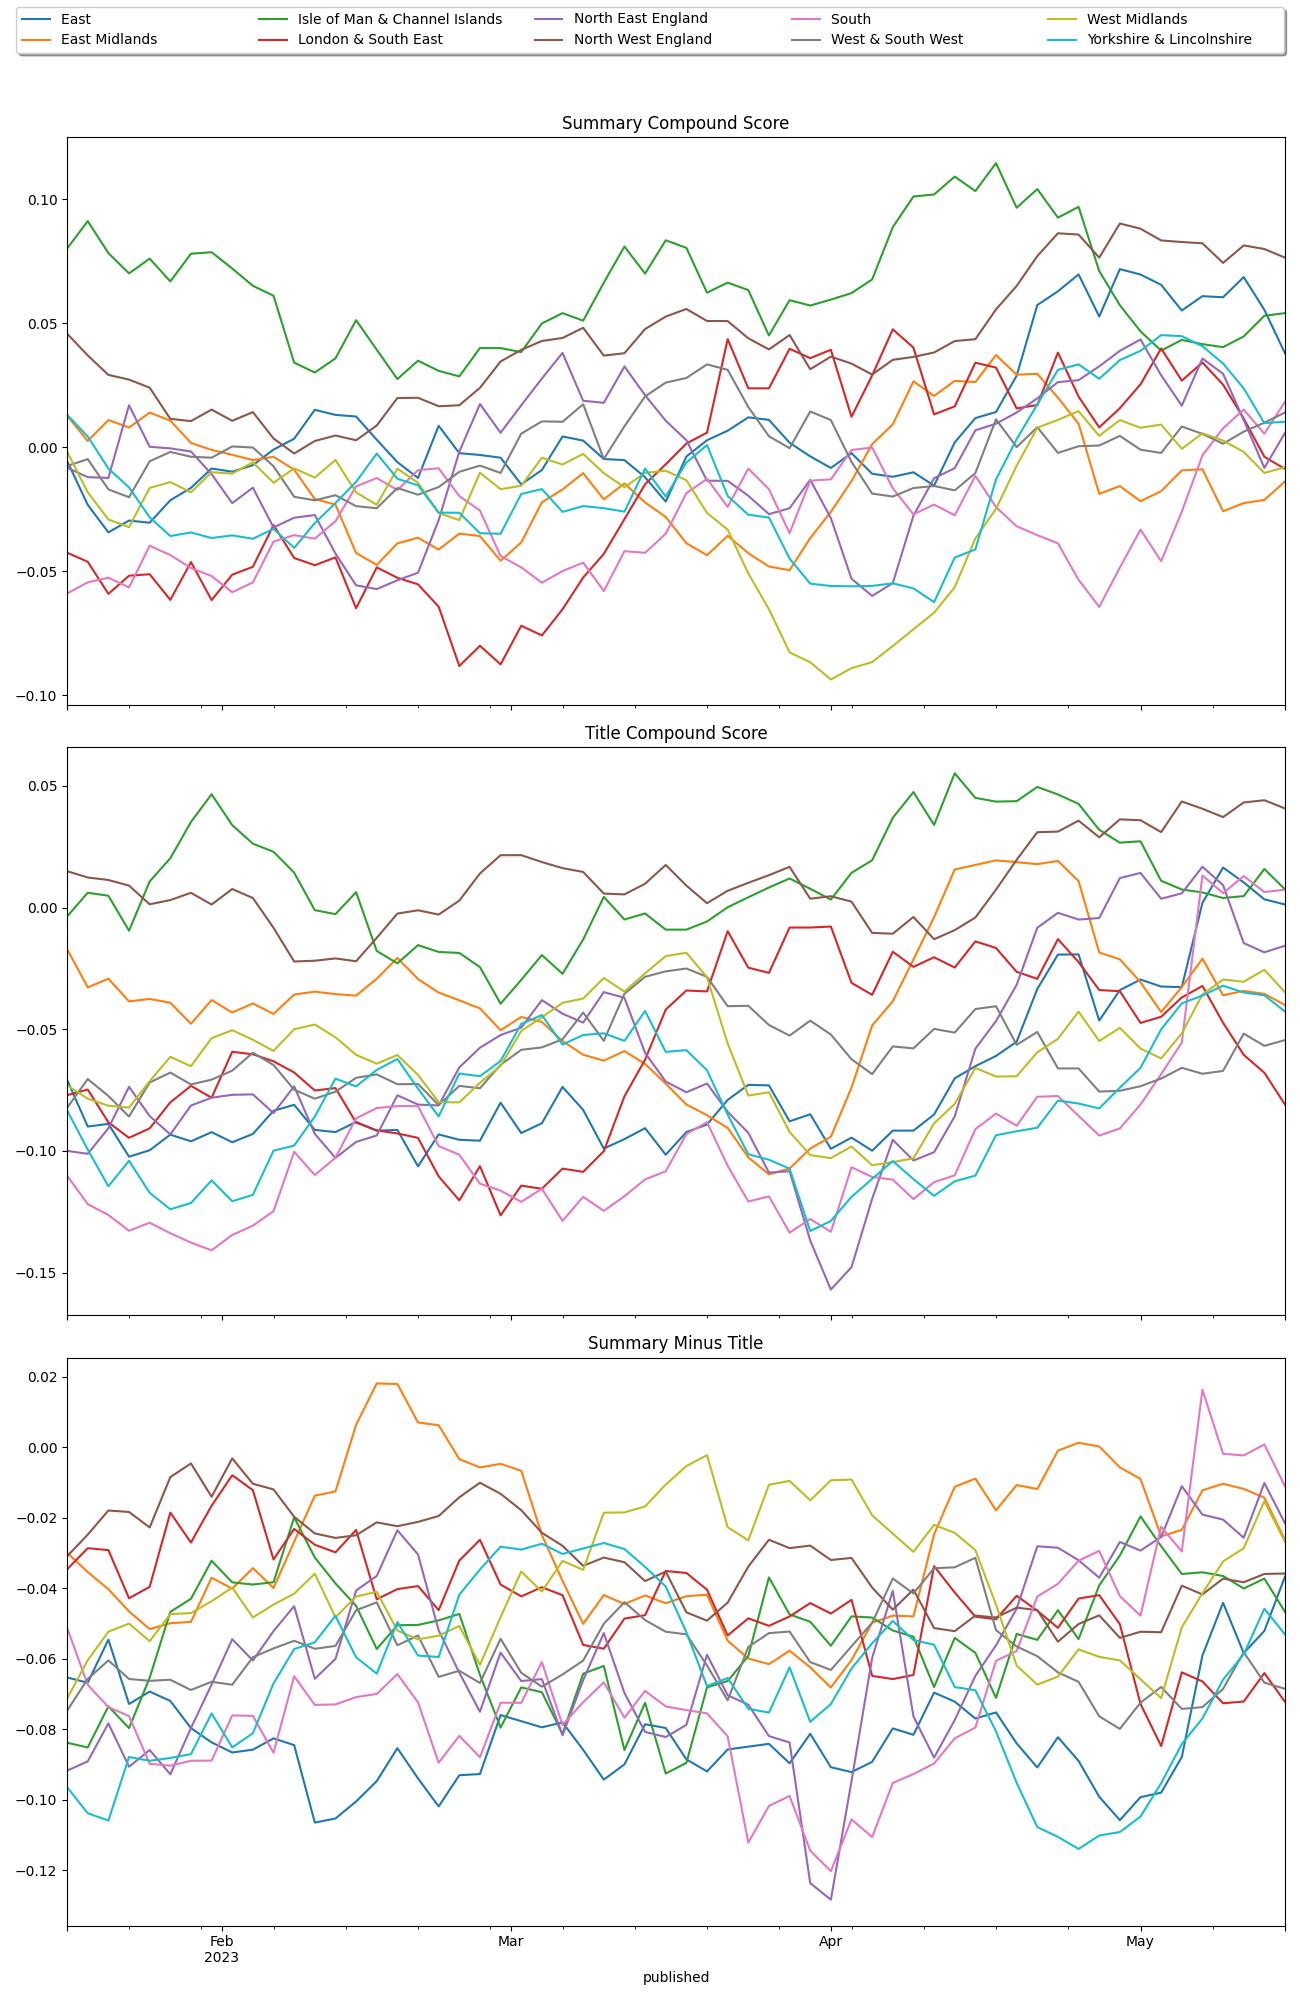 East
Isle of Man & Channel Islands
North East England
South
West Midlands
East Midlands
London & South East
North West England
West & South West
Yorkshire & Lincolnshire
Summary Compound Score
0.10
0.05
0.00
−0.05
−0.10
Title Compound Score
0.05
0.00
−0.05
−0.10
−0.15
Summary Minus Title
0.02
0.00
−0.02
−0.04
−0.06
−0.08
−0.10
−0.12
Feb
2023
Mar
Apr
May
published